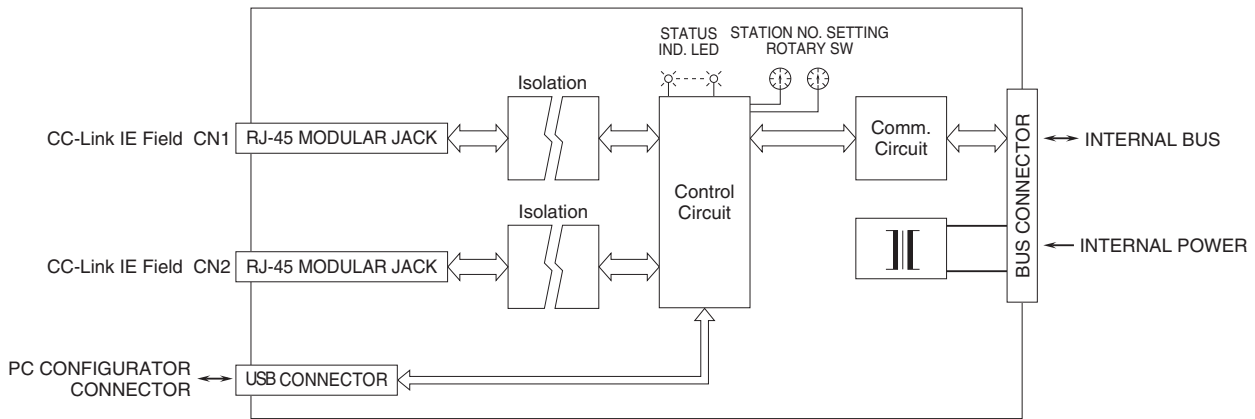 STATUS
IND. LED
STATION NO. SETTING
ROTARY SW
Isolation
CC-Link IE Field CN1
RJ-45 MODULAR JACK
Control
Circuit
Comm.
Circuit
BUS CONNECTOR
INTERNAL BUS
Isolation
CC-Link IE Field CN2
RJ-45 MODULAR JACK
INTERNAL POWER
PC CONFIGURATOR
CONNECTOR
USB CONNECTOR